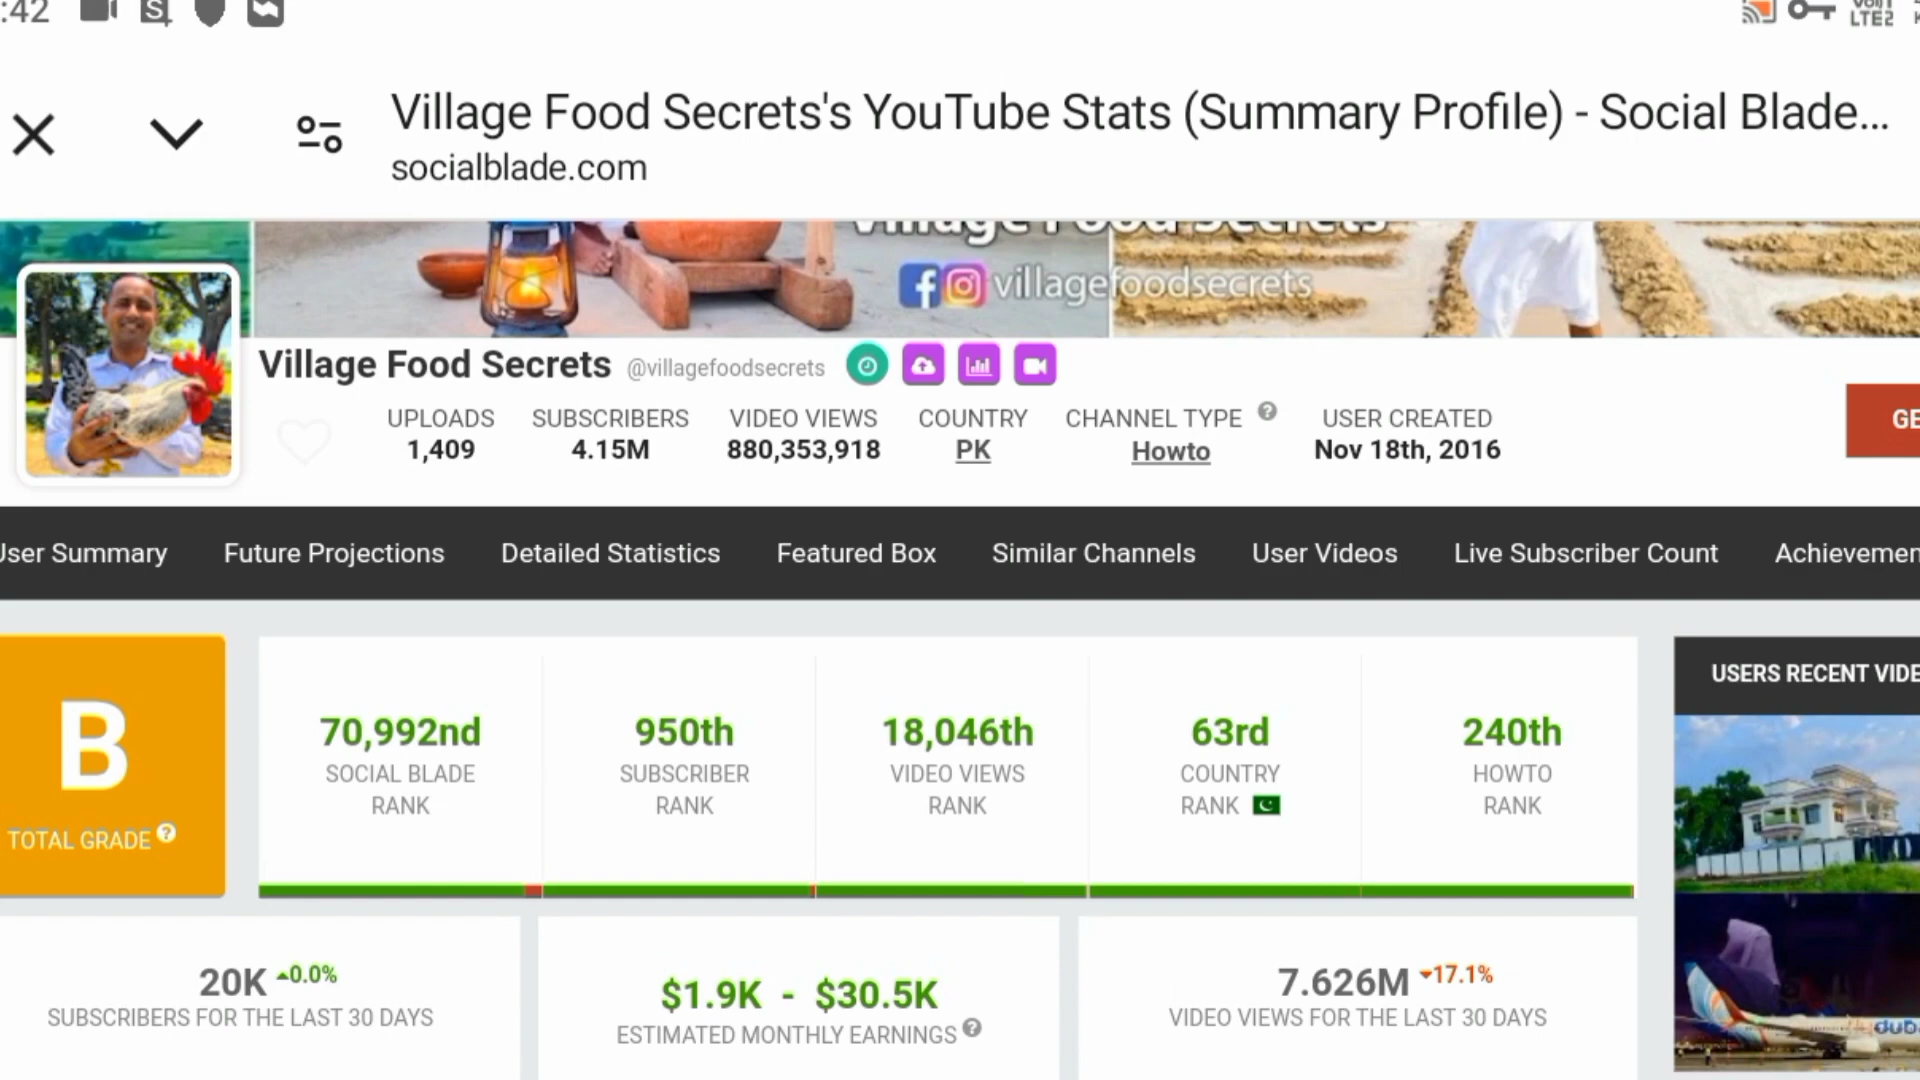 :42
LTE2
Village Food Secrets's YouTube Stats (Summary Profile) - Social Blade...
socialblade.com
Village Food Secrets
villagefoodsecrets
Village Food Secrets @villagefoodsecrets
UPLOADS SUBSCRIBERS VIDEO VIEWS COUNTRY CHANNEL TYPE ? USER CREATED
1,409 4.15M 880,353,918 PK Howto Nov 18th, 2016
GE
User Summary Future Projections Detailed Statistics Featured Box Similar Channels User Videos Live Subscriber Count Achievemen
B
TOTAL GRADE ?
70,992nd 950th 18,046th 63rd 240th
SOCIAL BLADE SUBSCRIBER VIDEO VIEWS COUNTRY HOWTO
RANK RANK RANK RANK RANK
USERS RECENT VIDE
dub
20K 0.0%
SUBSCRIBERS FOR THE LAST 30 DAYS
$1.9K - $30.5K
ESTIMATED MONTHLY EARNINGS ?
7.626M 17.1%
VIDEO VIEWS FOR THE LAST 30 DAYS